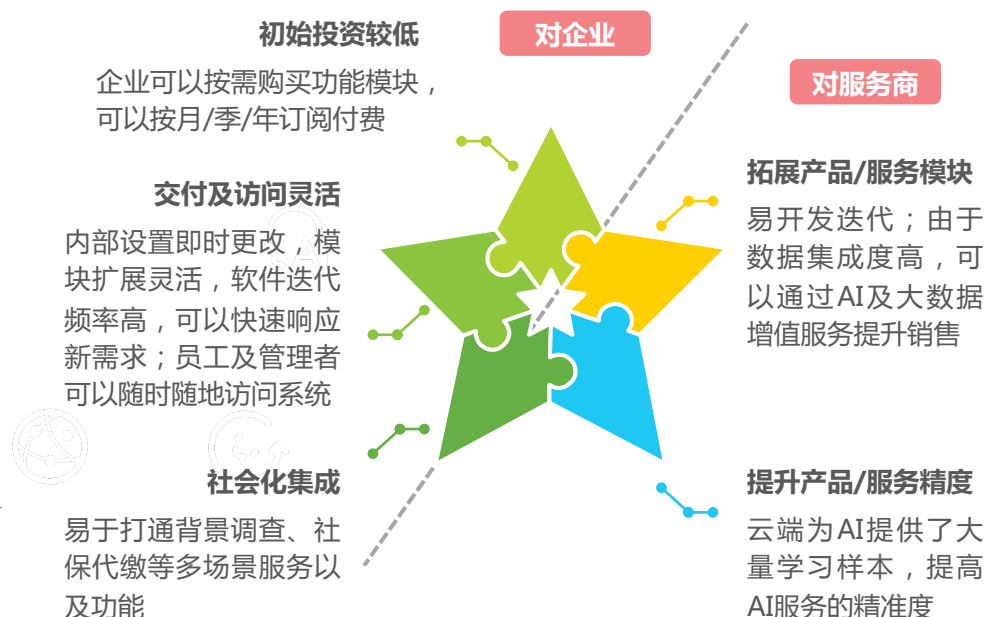 初始投资较低
对企业
企业可以按需购买功能模块，
可以按月/季/年订阅付费
交付及访问灵活
内部设置即时更改，模
块扩展灵活，软件迭代
频率高，可以快速响应
新需求；员工及管理者
可以随时随地访问系统
社会化集成
易于打通背景调查、社
保代缴等多场景服务以
及功能
对服务商
拓展产品/服务模块
易开发迭代；由于
数据集成度高，可
以通过AI及大数据
增值服务提升销售
提升产品/服务精度
云端为AI提供了大
量学习样本，提高
AI服务的精准度